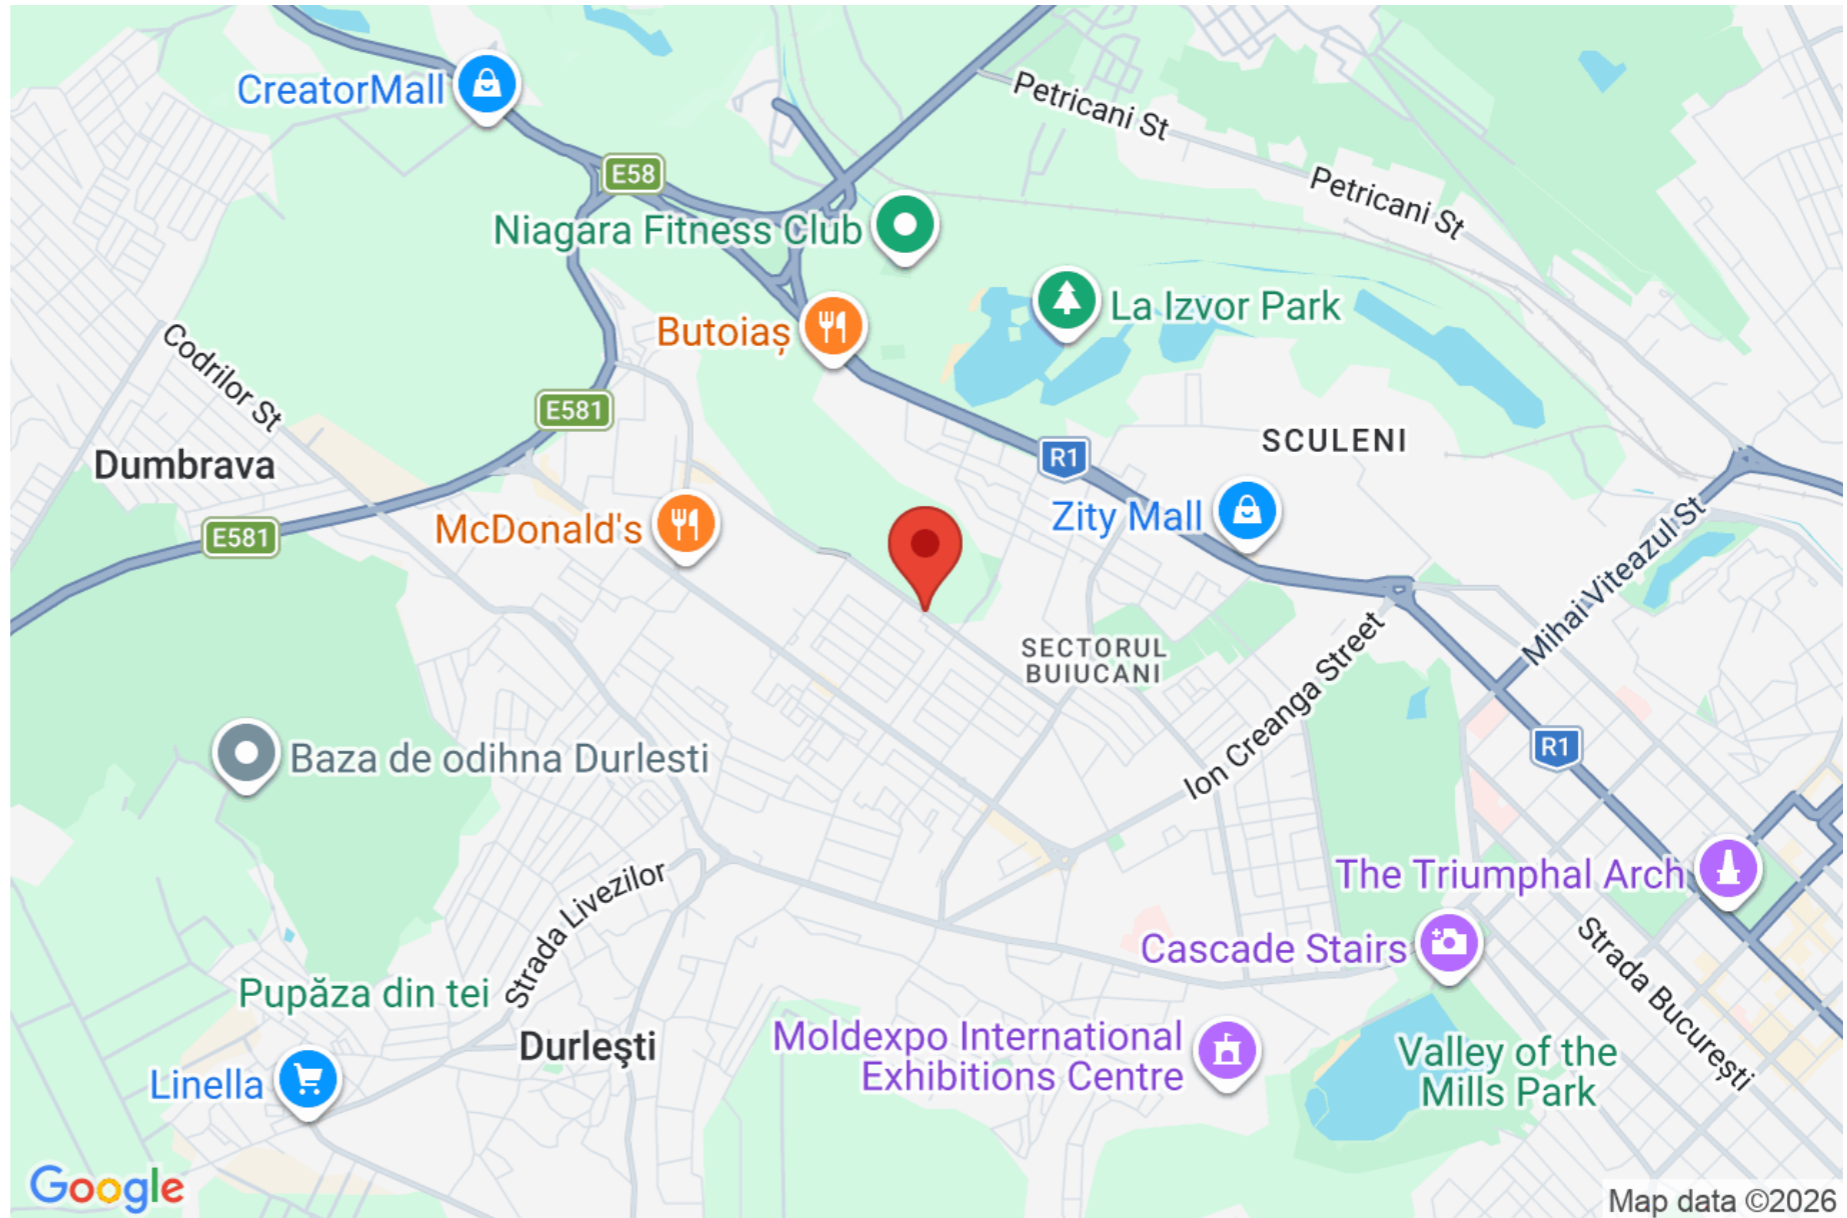 CreatorMall
Petricani St
E58
Petricani St
Niagara Fitness Club
La Izvor Park
Butoiaș
Codrilor St
E581
SCULENI
R1
Dumbrava
McDonald's
Zity Mall
E581
Mihai Viteazul St
SECTORUL
BUIUCANI
Ion Creanga Street
R1
Baza de odihna Durlesti
The Triumphal Arch
Strada Livezilor
Cascade Stairs
Strada București
Pupăza din tei
Durleşti
Moldexpo International
Exhibitions Centre
Valley of the
Mills Park
Linella
Google
Map data ©2026